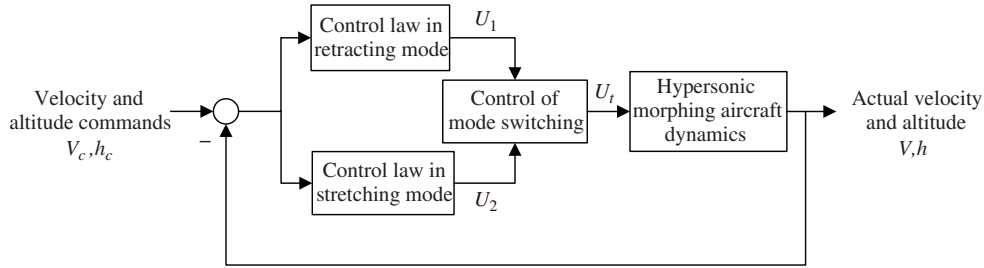 Velocity and
altitude commands
V_c, h_c
−
Control law in
retracting mode
U_1
Control law in
stretching mode
U_2
Control of
mode switching
U_t
Hypersonic
morphing aircraft
dynamics
Actual velocity
and altitude
V,h